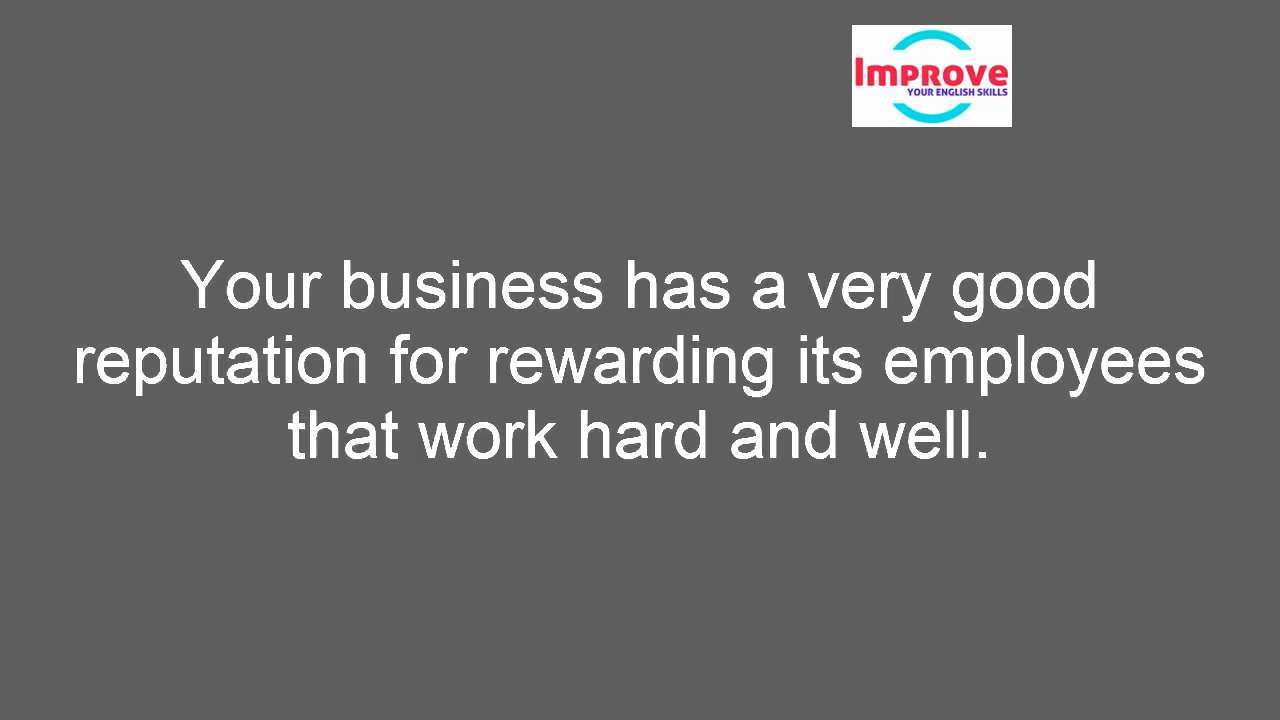 Improve
YOUR ENGLISH SKILLS
Your business has a very good
reputation for rewarding its employees
that work hard and well.